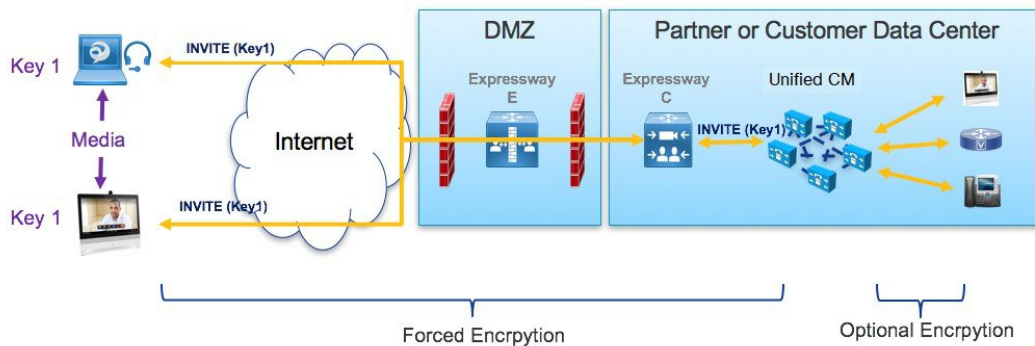 DMZ
Partner or Customer Data Center
INVITE (Key1)
Key 1
Expressway
E
Expressway
C
Unified CM
Internet
INVITE (Key1)
Media
INVITE (Key1)
Key 1
V
Forced Encrpytion
Optional Encrpytion